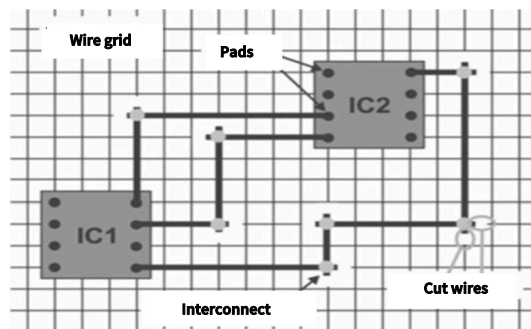 Wire grid
Pads
IC2
IC1
Cut wires
Interconnect